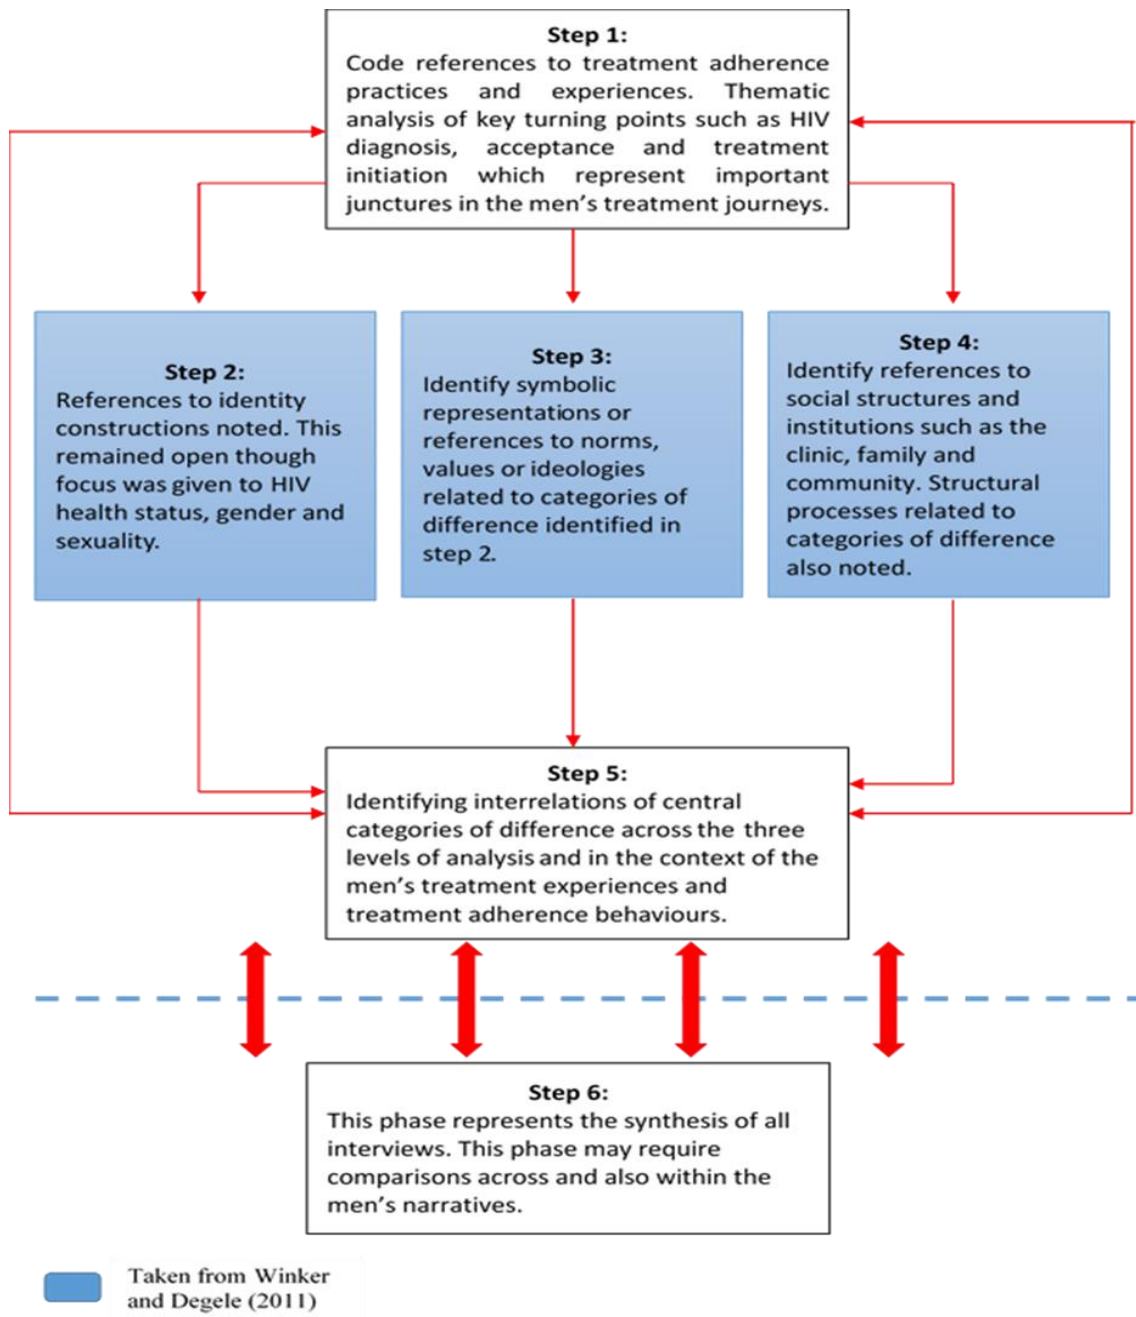 Step 1:
Code references to treatment adherence
practices and experiences. Thematic
analysis of key turning points such as HIV
diagnosis, acceptance and treatment
initiation which represent important
junctures in the men’s treatment journeys.
Step 2:
References to identity
constructions noted. This
remained open though
focus was given to HIV
health status, gender and
sexuality.
Step 3:
Identify symbolic
representations or
references to norms,
values or ideologies
related to categories of
difference identified in
step 2.
Step 4:
Identify references to
social structures and
institutions such as the
clinic, family and
community. Structural
processes related to
categories of difference
also noted.
Step 5:
Identifying interrelations of central
categories of difference across the three
levels of analysis and in the context of the
men’s treatment experiences and
treatment adherence behaviours.
Step 6:
This phase represents the synthesis of all
interviews. This phase may require
comparisons across and also within the
men’s narratives.
Taken from Winker
and Degele (2011)